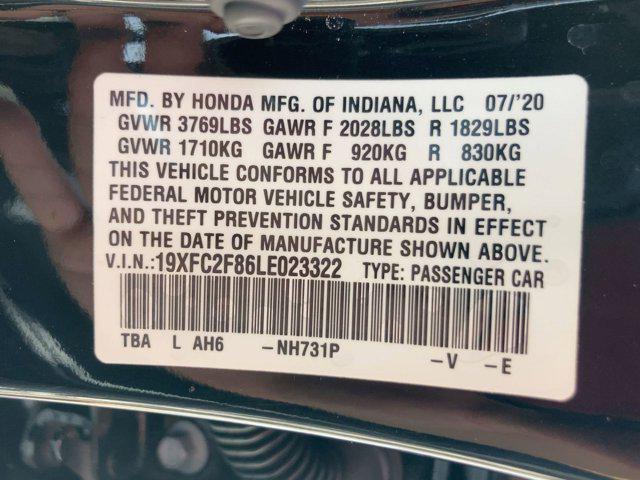 MFD. BY HONDA MFG. OF INDIANA, LLC 07/'20
GVWR 3769LBS GAWR F 2028LBS R 1829LBS
GVWR 1710KG GAWR F 920KG R 830KG
THIS VEHICLE CONFORMS TO ALL APPLICABLE
FEDERAL MOTOR VEHICLE SAFETY, BUMPER,
AND THEFT PREVENTION STANDARDS IN EFFECT
ON THE DATE OF MANUFACTURE SHOWN ABOVE.
V.I.N.:19XFC2F86LE023322 TYPE: PASSENGER CAR
TBA L AH6 –NH731P –V –E